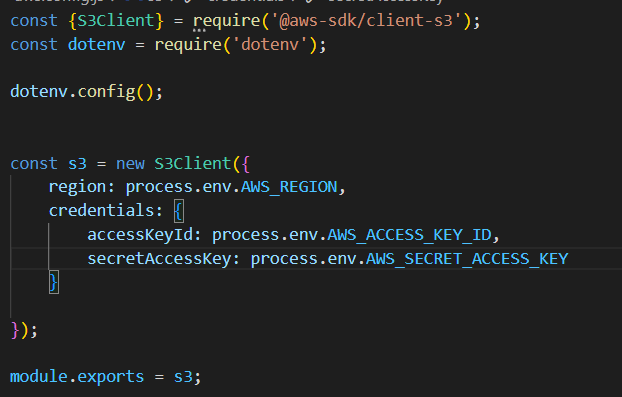 const {S3Client} = require('@aws-sdk/client-s3');
const dotenv = require('dotenv');
dotenv.config();
const s3 = new S3Client({
region: process.env.AWS_REGION,
credentials: {
accessKeyId: process.env.AWS_ACCESS_KEY_ID,
secretAccessKey: process.env.AWS_SECRET_ACCESS_KEY
}
});
module.exports = s3;